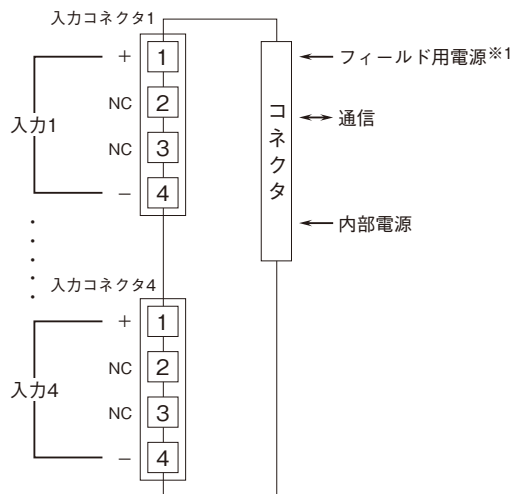 入力コネクタ1
+ 1
NC 2
入力1
NC 3
− 4
入力コネクタ4
+ 1
NC 2
入力4
NC 3
− 4
コネクタ
フィールド用電源※1
通信
内部電源